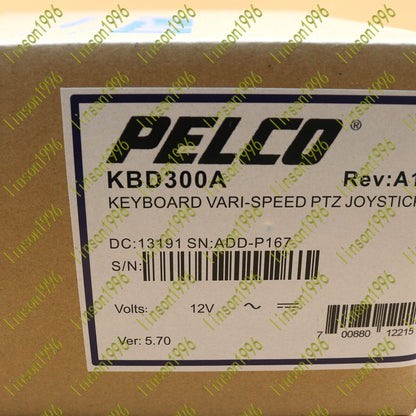 PELCO®
KBD300A Rev:A1
KEYBOARD VARI-SPEED PTZ JOYSTICK
DC:13191 SN:ADD-P167
S/N:
Volts: 12V
Ver: 5.70
7 00880 12215
linson1996